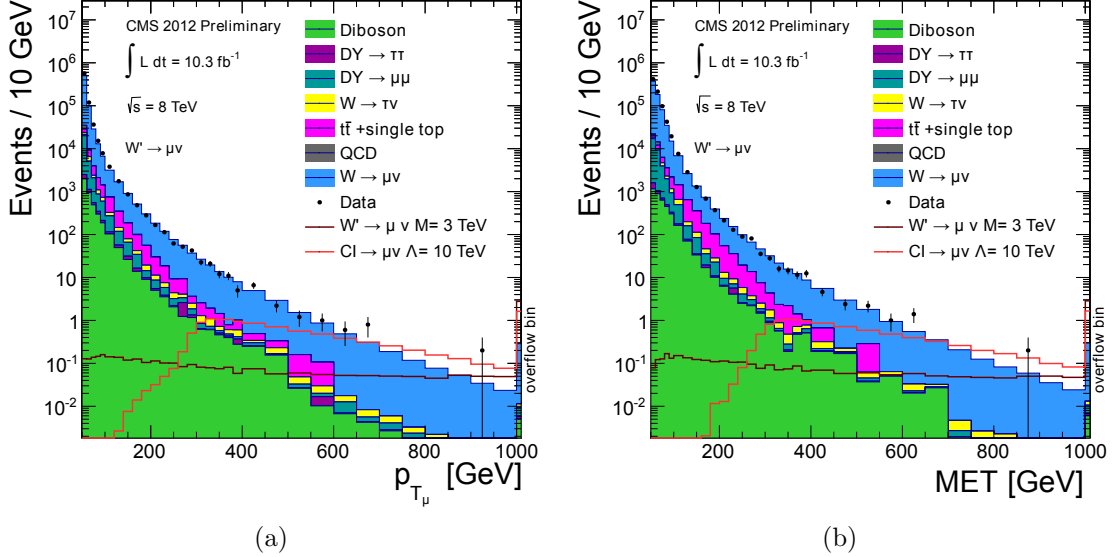 Events / 10 GeV
10⁷
10⁶
10⁵
10⁴
10³
10²
10
1
10⁻¹
10⁻²
CMS 2012 Preliminary
∫ L dt = 10.3 fb⁻¹
√s = 8 TeV
W' → μν
Diboson
DY → ττ
DY → μμ
W → τν
tt̄ +single top
QCD
W → μν
Data
W' → μ ν M= 3 TeV
CI → μν Λ= 10 TeV
overflow bin
200 400 600 800 1000
p_{T_μ} [GeV]
(a)
Events / 10 GeV
10⁷
10⁶
10⁵
10⁴
10³
10²
10
1
10⁻¹
10⁻²
CMS 2012 Preliminary
∫ L dt = 10.3 fb⁻¹
√s = 8 TeV
W' → μν
Diboson
DY → ττ
DY → μμ
W → τν
tt̄ +single top
QCD
W → μν
Data
W' → μ ν M= 3 TeV
CI → μν Λ= 10 TeV
overflow bin
200 400 600 800 1000
MET [GeV]
(b)